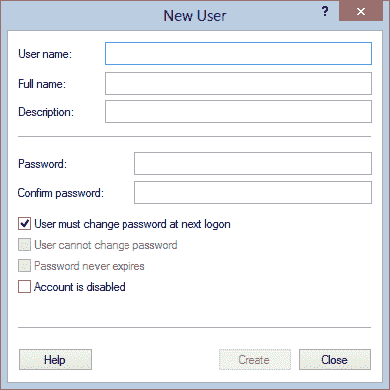 New User
?
x
User name:
Full name:
Description:
Password:
Confirm password:
User must change password at next logon
User cannot change password
Password never expires
Account is disabled
Help
Create
Close